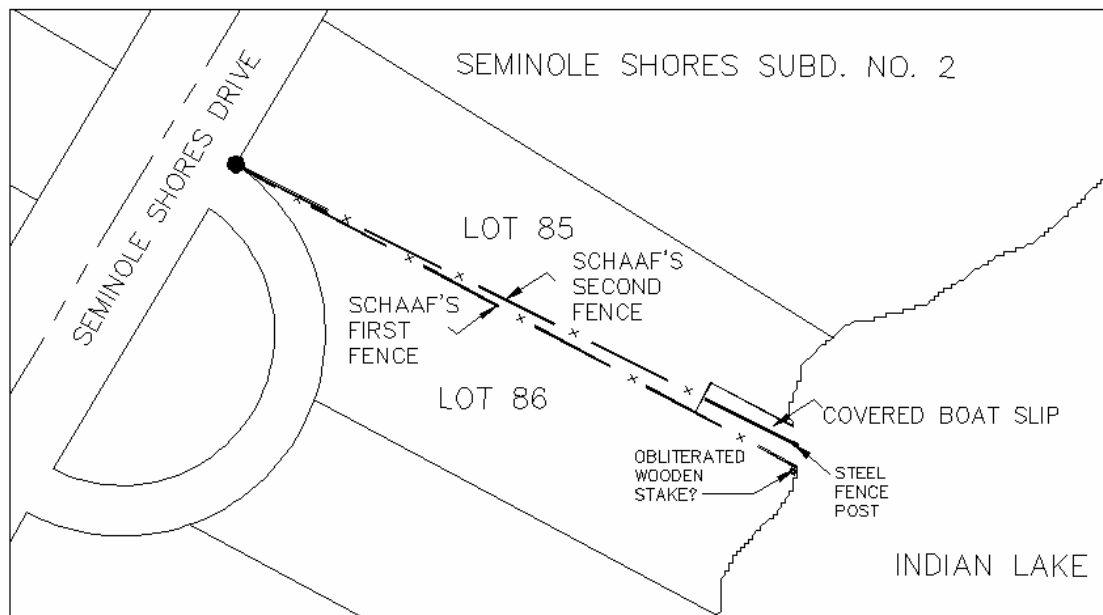 SEMINOLE SHORES SUBD. NO. 2
SEMINOLE SHORES DRIVE
LOT 85
SCHAAF'S
SECOND
FENCE
SCHAAF'S
FIRST
FENCE
LOT 86
COVERED BOAT SLIP
OBLITERATED
WOODEN
STAKE?
STEEL
FENCE
POST
INDIAN LAKE